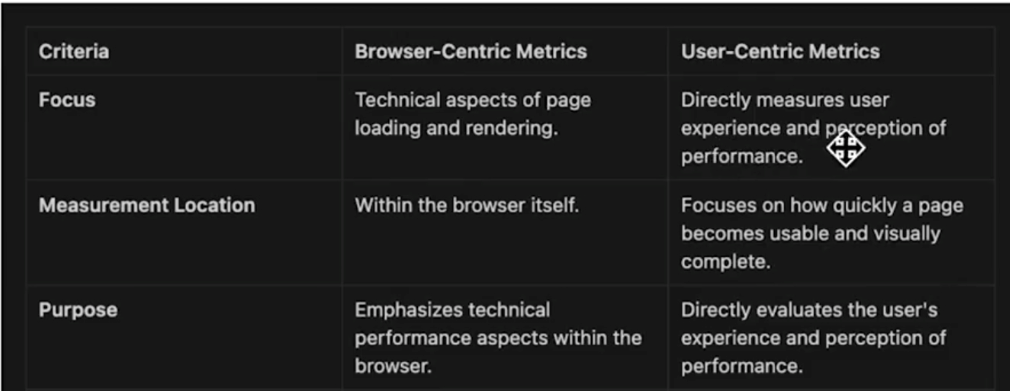 Criteria
Browser-Centric Metrics
User-Centric Metrics
Focus
Technical aspects of page
loading and rendering.
Directly measures user
experience and perception of
performance.
Measurement Location
Within the browser itself.
Focuses on how quickly a page
becomes usable and visually
complete.
Purpose
Emphasizes technical
performance aspects within the
browser.
Directly evaluates the user's
experience and perception of
performance.